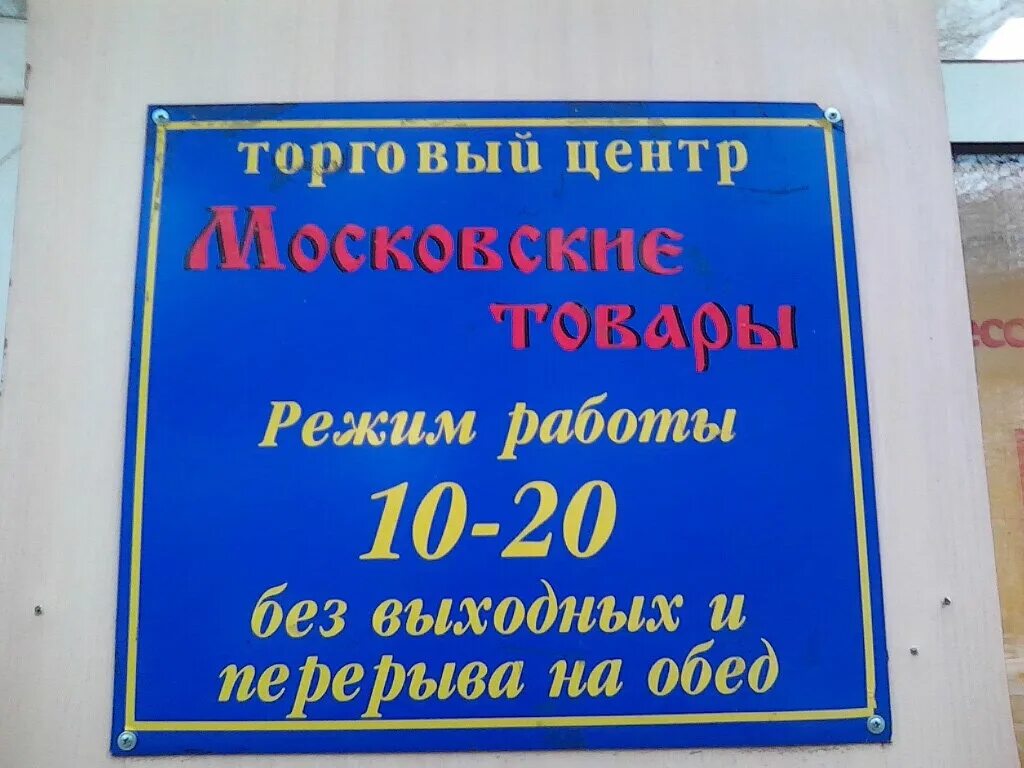 торговый центр
Московские
товары
Режим работы
10-20
без выходных и
перерыва на обед